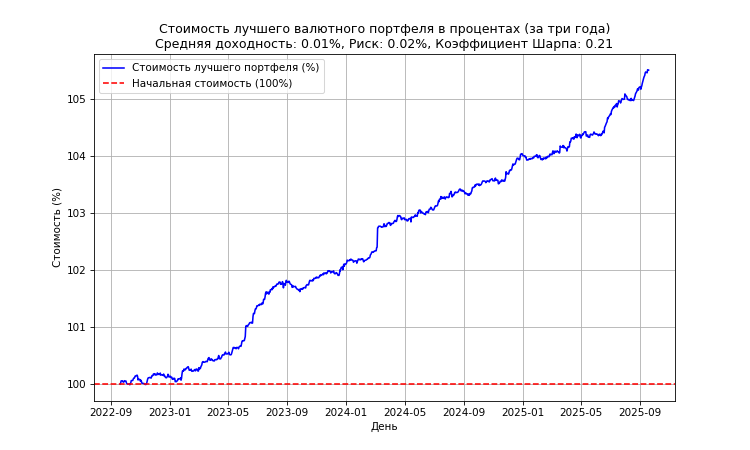 Стоимость лучшего валютного портфеля в процентах (за три года)
Средняя доходность: 0.01%, Риск: 0.02%, Коэффициент Шарпа: 0.21
Стоимость лучшего портфеля (%)
Начальная стоимость (100%)
Стоимость (%)
105
104
103
102
101
100
2022-09 2023-01 2023-05 2023-09 2024-01 2024-05 2024-09 2025-01 2025-05 2025-09
День